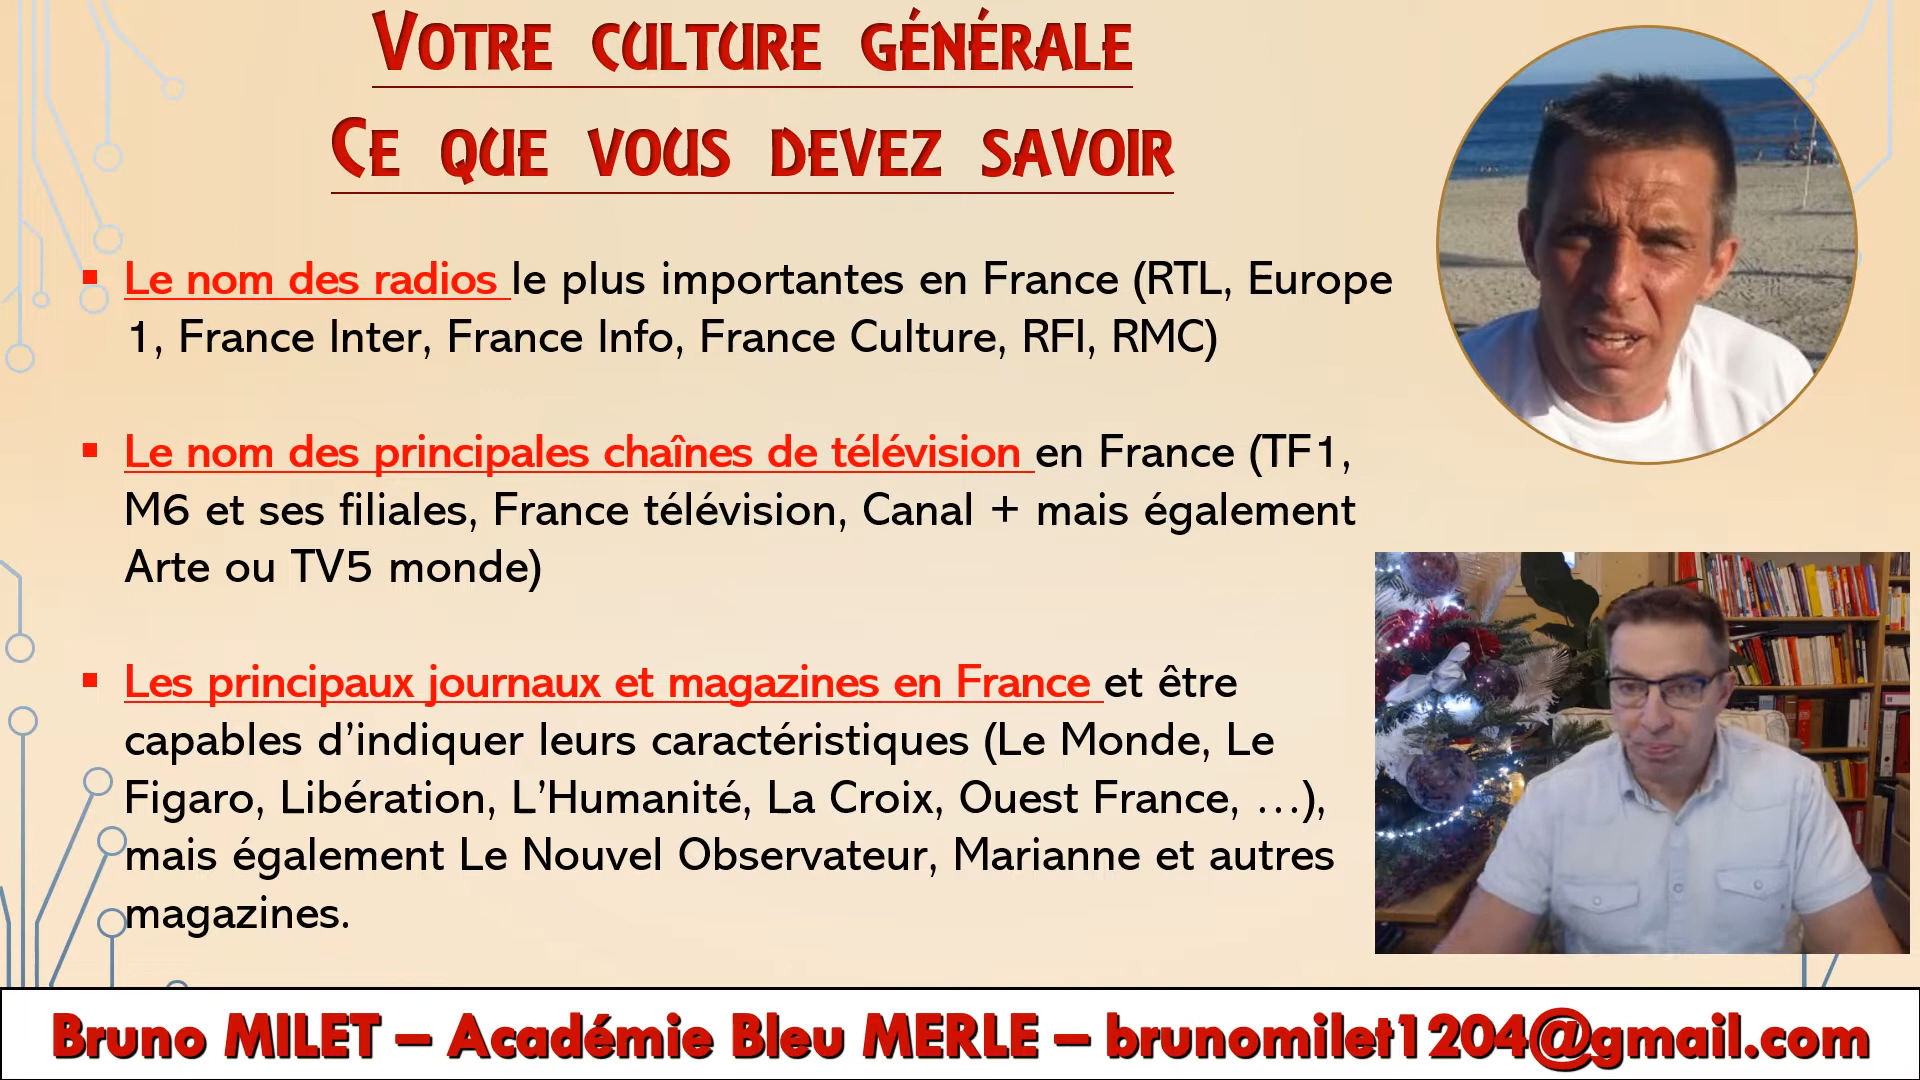 Votre culture générale
Ce que vous devez savoir
Le nom des radios le plus importantes en France (RTL, Europe
1, France Inter, France Info, France Culture, RFI, RMC)
Le nom des principales chaînes de télévision en France (TF1,
M6 et ses filiales, France télévision, Canal + mais également
Arte ou TV5 monde)
Les principaux journaux et magazines en France et être
capables d’indiquer leurs caractéristiques (Le Monde, Le
Figaro, Libération, L’Humanité, La Croix, Ouest France, …),
mais également Le Nouvel Observateur, Marianne et autres
magazines.
Bruno MILET – Académie Bleu MERLE – brunomilet1204@gmail.com